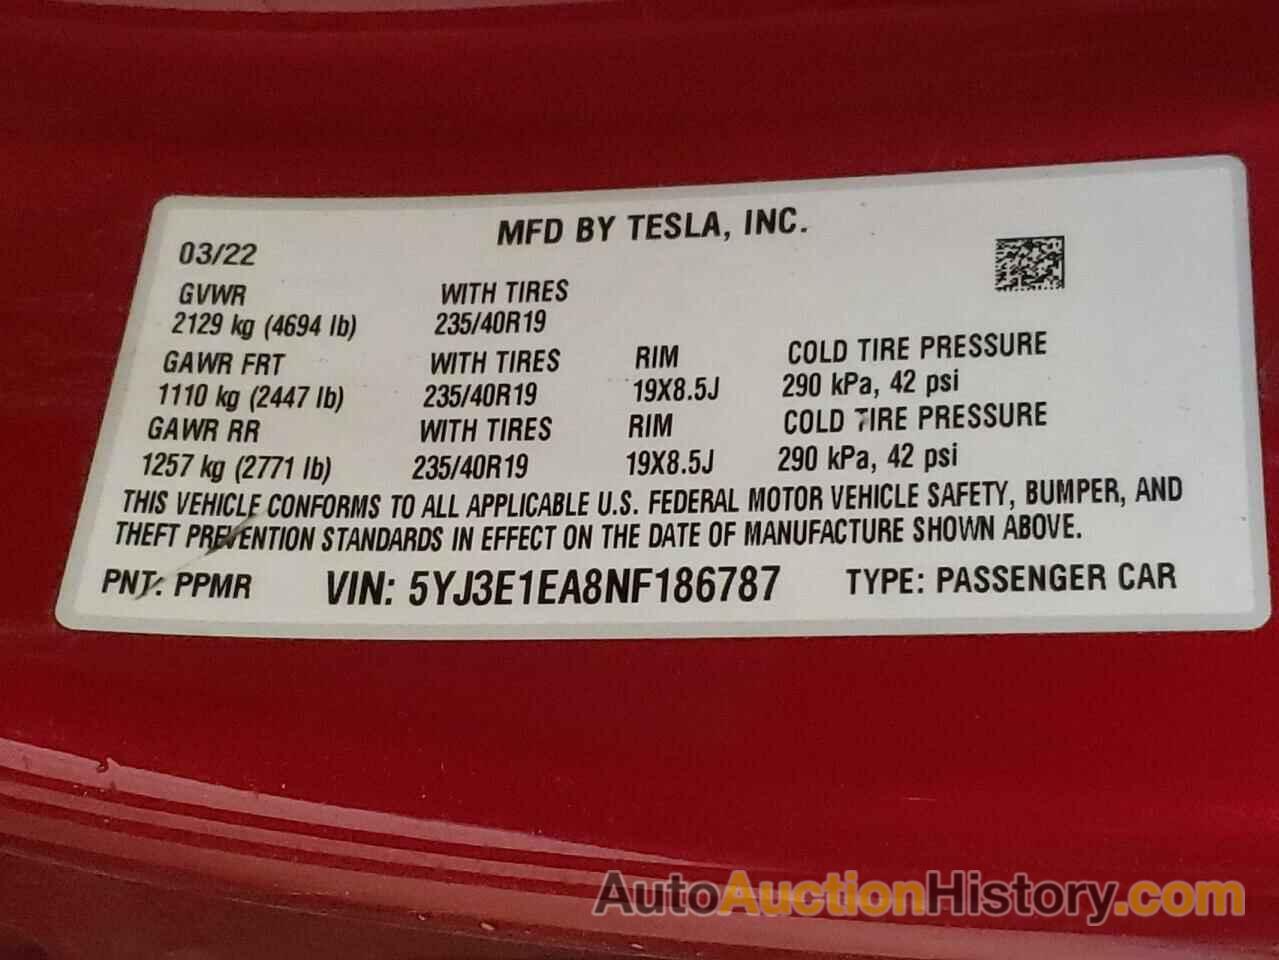 MFD BY TESLA, INC.
03/22
GVWR WITH TIRES
2129 kg (4694 lb) 235/40R19
GAWR FRT WITH TIRES RIM COLD TIRE PRESSURE
1110 kg (2447 lb) 235/40R19 19X8.5J 290 kPa, 42 psi
GAWR RR WITH TIRES RIM COLD TIRE PRESSURE
1257 kg (2771 lb) 235/40R19 19X8.5J 290 kPa, 42 psi
THIS VEHICLE CONFORMS TO ALL APPLICABLE U.S. FEDERAL MOTOR VEHICLE SAFETY, BUMPER, AND
THEFT PREVENTION STANDARDS IN EFFECT ON THE DATE OF MANUFACTURE SHOWN ABOVE.
PNT: PPMR VIN: 5YJ3E1EA8NF186787 TYPE: PASSENGER CAR
AutoAuctionHistory.com